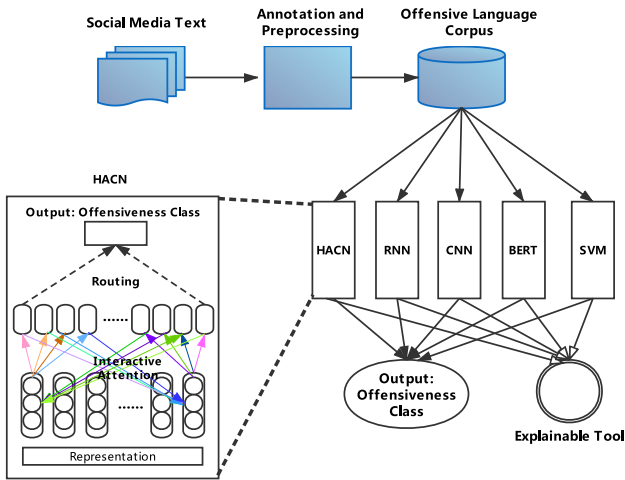 Social Media Text
Annotation and
Preprocessing
Offensive Language
Corpus
HACN
Output: Offensiveness Class
Routing
......
Interactive
Attention
......
Representation
HACN
RNN
CNN
BERT
SVM
Output:
Offensiveness
Class
Explainable Tool